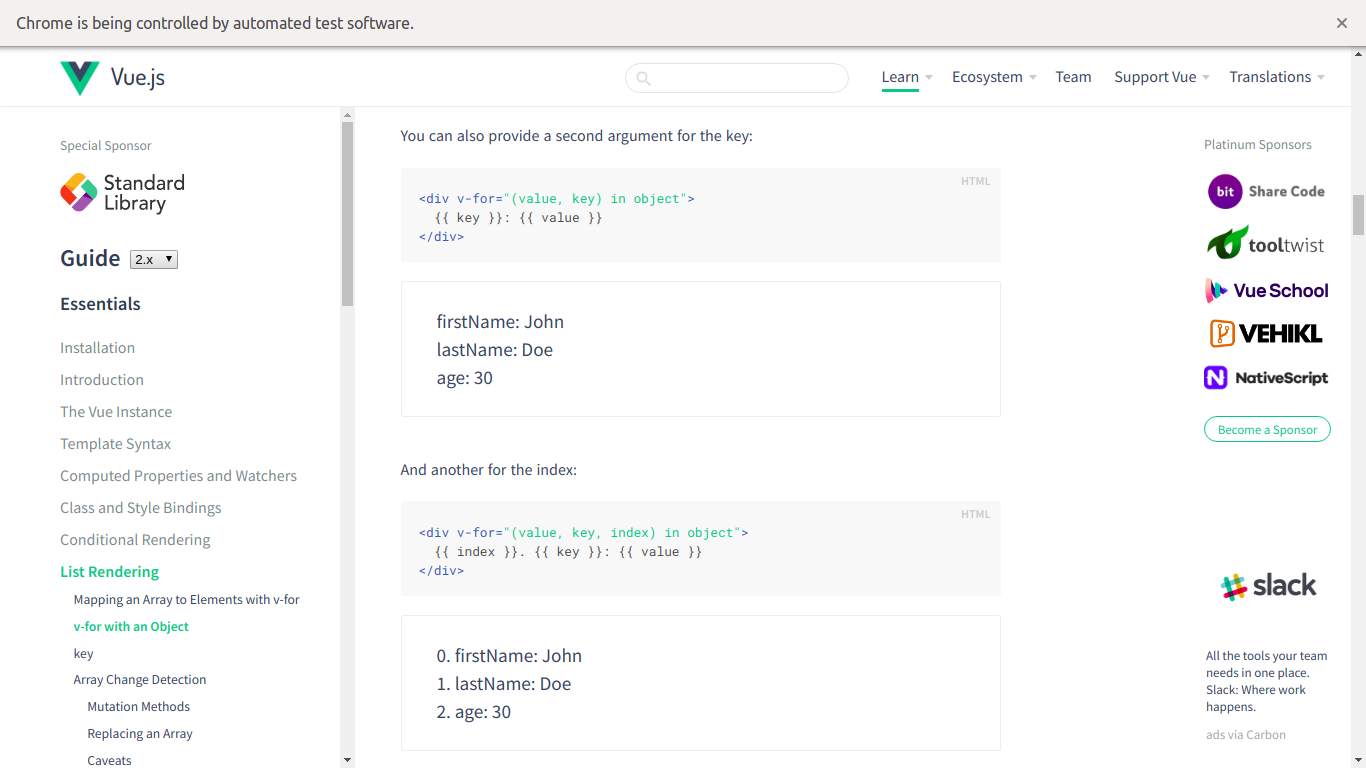 Chrome is being controlled by automated test software.
Vue.js
Learn
Ecosystem
Team
Support Vue
Translations
Special Sponsor
Standard
Library
Guide
2.x
Essentials
Installation
Introduction
The Vue Instance
Template Syntax
Computed Properties and Watchers
Class and Style Bindings
Conditional Rendering
List Rendering
Mapping an Array to Elements with v-for
v-for with an Object
key
Array Change Detection
Mutation Methods
Replacing an Array
Caveats
You can also provide a second argument for the key:
HTML
<div v-for="(value, key) in object">
{{ key }}: {{ value }}
</div>
firstName: John
lastName: Doe
age: 30
And another for the index:
HTML
<div v-for="(value, key, index) in object">
{{ index }}. {{ key }}: {{ value }}
</div>
0. firstName: John
1. lastName: Doe
2. age: 30
Platinum Sponsors
bit Share Code
tooltwist
Vue School
VEHIKL
NativeScript
Become a Sponsor
slack
All the tools your team
needs in one place.
Slack: Where work
happens.
ads via Carbon